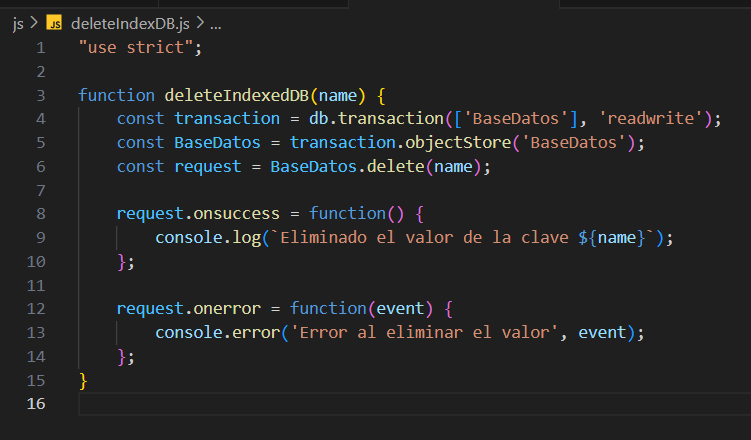 js > JS deleteIndexDB.js > ...
1 "use strict";
2
3 function deleteIndexedDB(name) {
4     const transaction = db.transaction(['BaseDatos'], 'readwrite');
5     const BaseDatos = transaction.objectStore('BaseDatos');
6     const request = BaseDatos.delete(name);
7
8     request.onsuccess = function() {
9         console.log(`Eliminado el valor de la clave ${name}`);
10     };
11
12     request.onerror = function(event) {
13         console.error('Error al eliminar el valor', event);
14     };
15 }
16